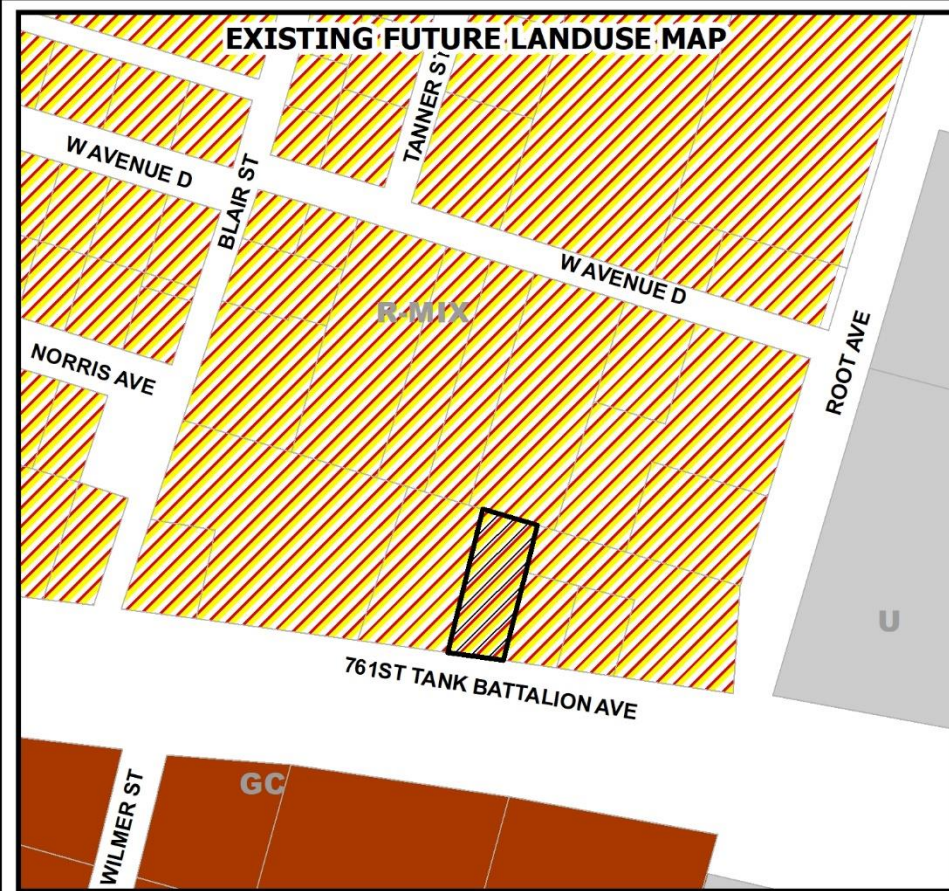 EXISTING FUTURE LANDUSE MAP
TANNER ST
W AVENUE D
BLAIR ST
W AVENUE D
R-MIX
ROOT AVE
NORRIS AVE
U
761ST TANK BATTALION AVE
GC
WILMER ST